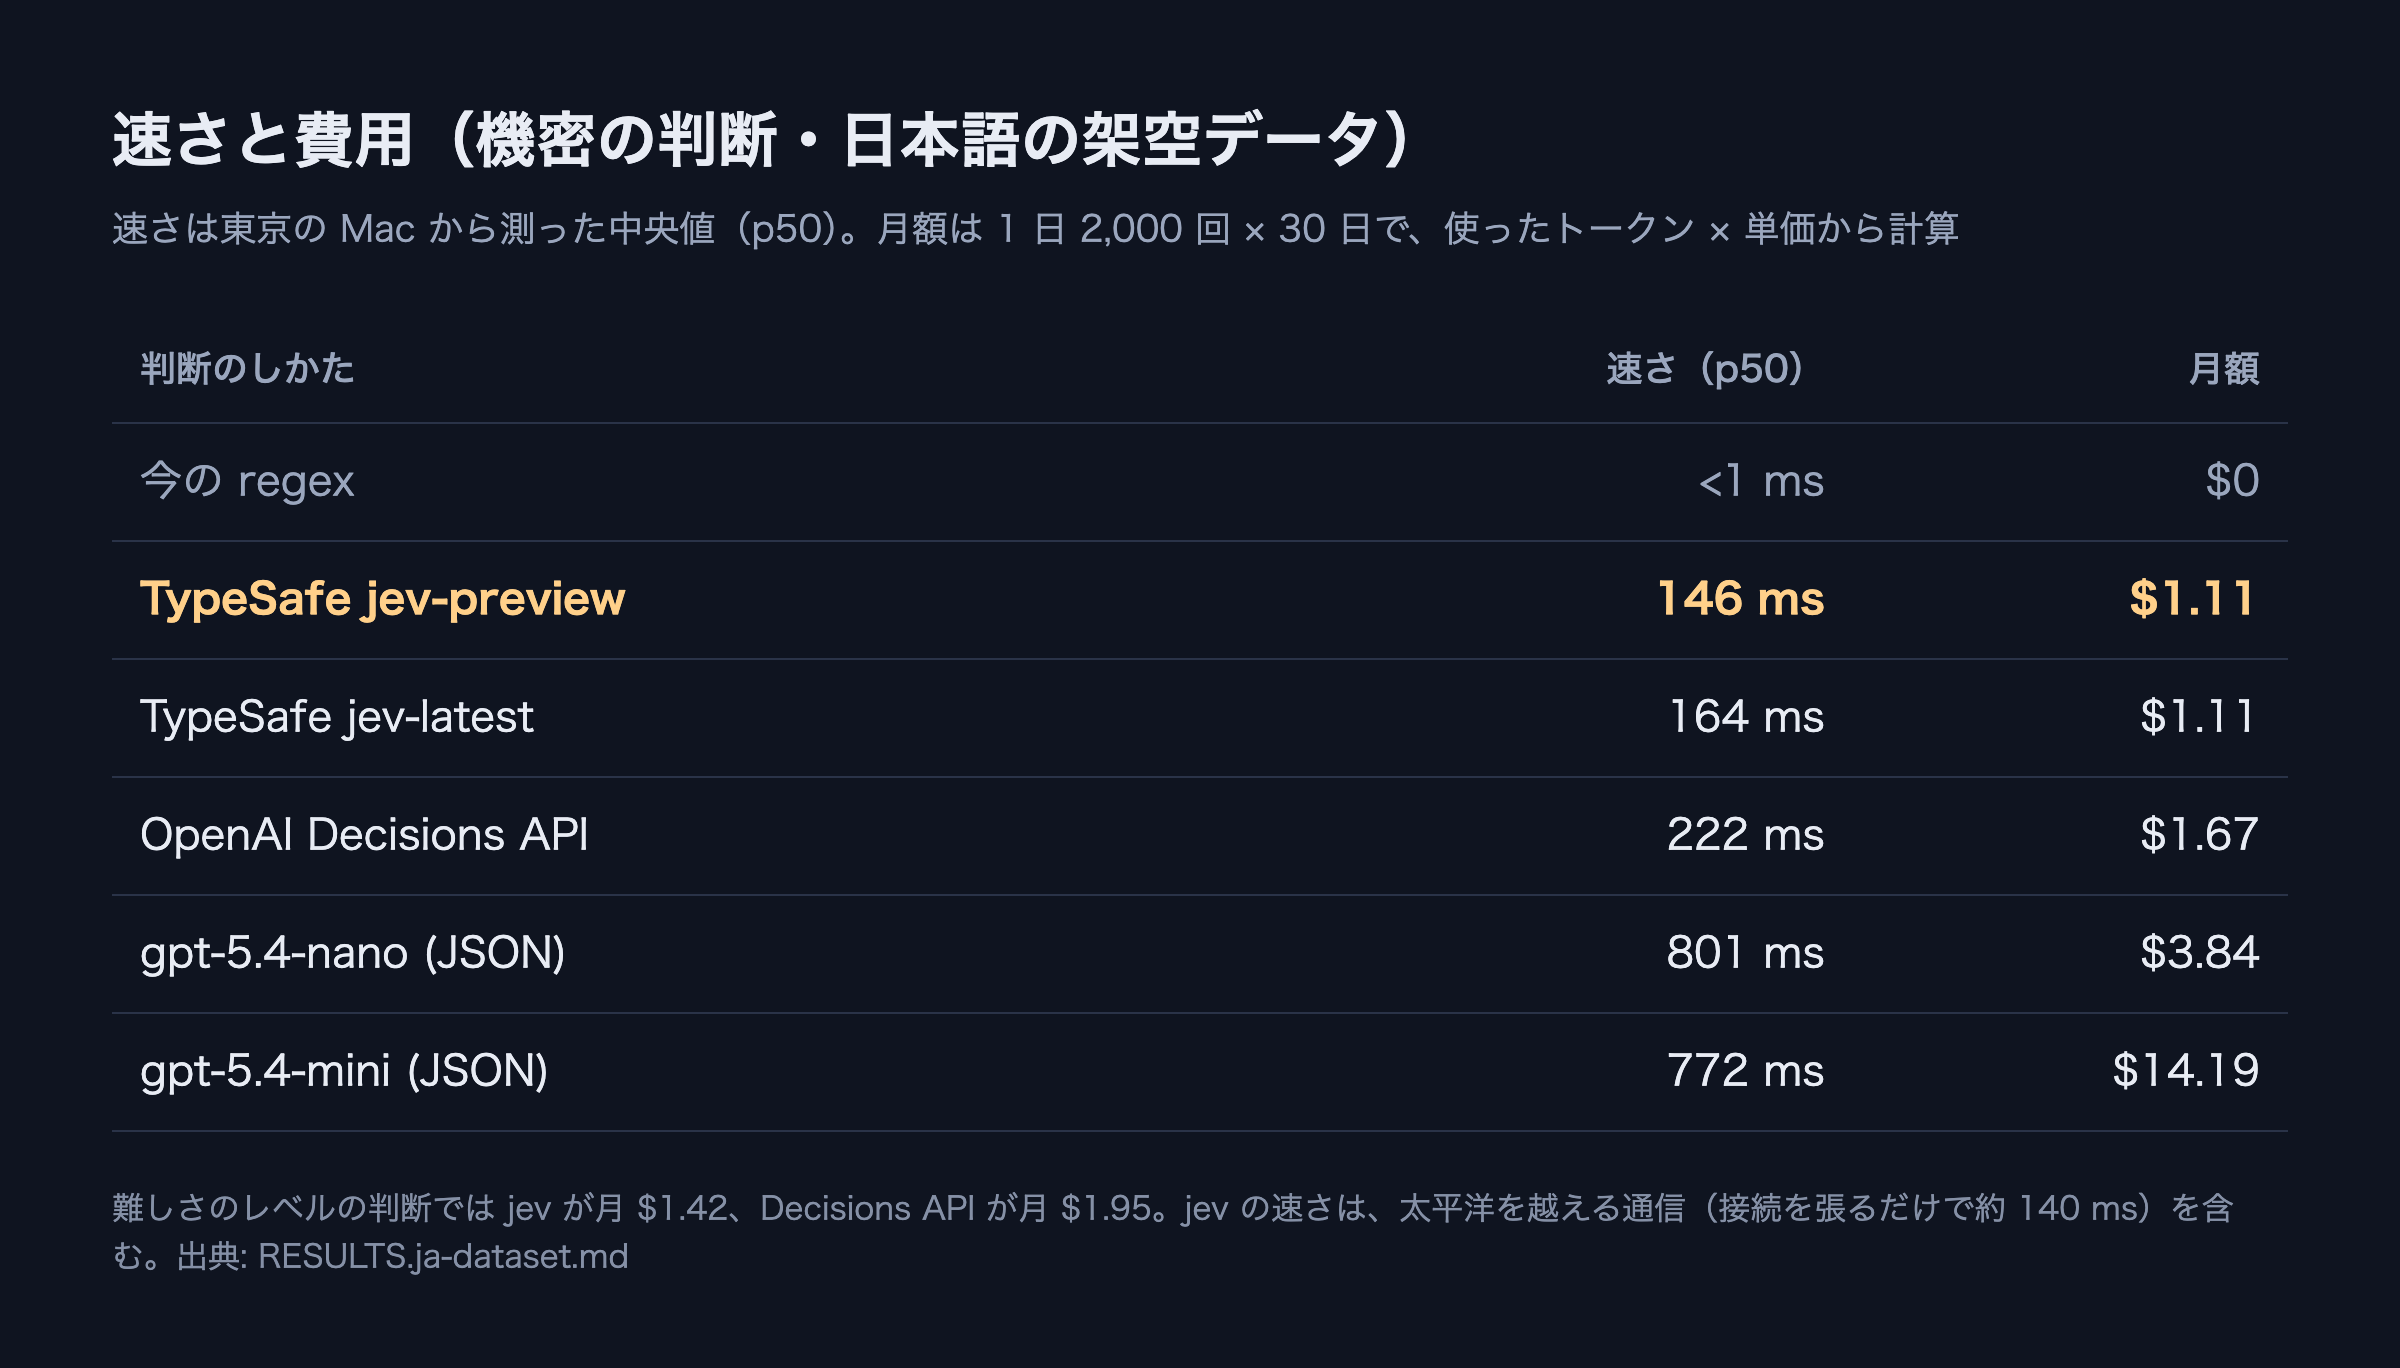 速さと費用（機密の判断・日本語の架空データ）
速さは東京の Mac から測った中央値（p50）。月額は 1 日 2,000 回 × 30 日で、使ったトークン × 単価から計算
判断のしかた 速さ（p50） 月額
今の regex <1 ms $0
TypeSafe jev-preview 146 ms $1.11
TypeSafe jev-latest 164 ms $1.11
OpenAI Decisions API 222 ms $1.67
gpt-5.4-nano (JSON) 801 ms $3.84
gpt-5.4-mini (JSON) 772 ms $14.19
難しさのレベルの判断では jev が月 $1.42、Decisions API が月 $1.95。jev の速さは、太平洋を越える通信（接続を張るだけで約 140 ms）を含
む。出典: RESULTS.ja-dataset.md